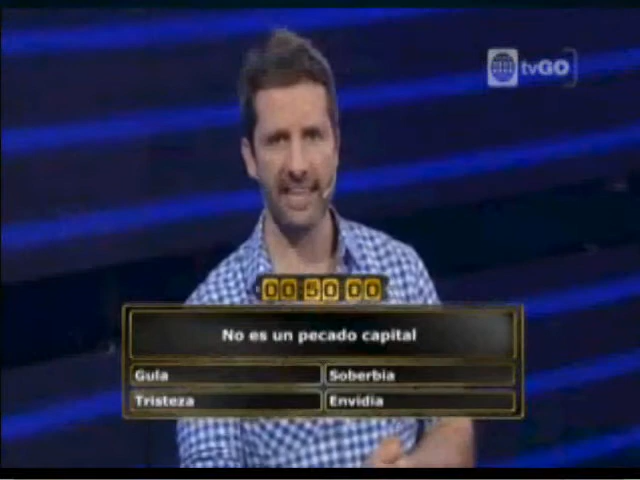 tvGO
00:50:00
No es un pecado capital
Gula
Soberbia
Tristeza
Envidia